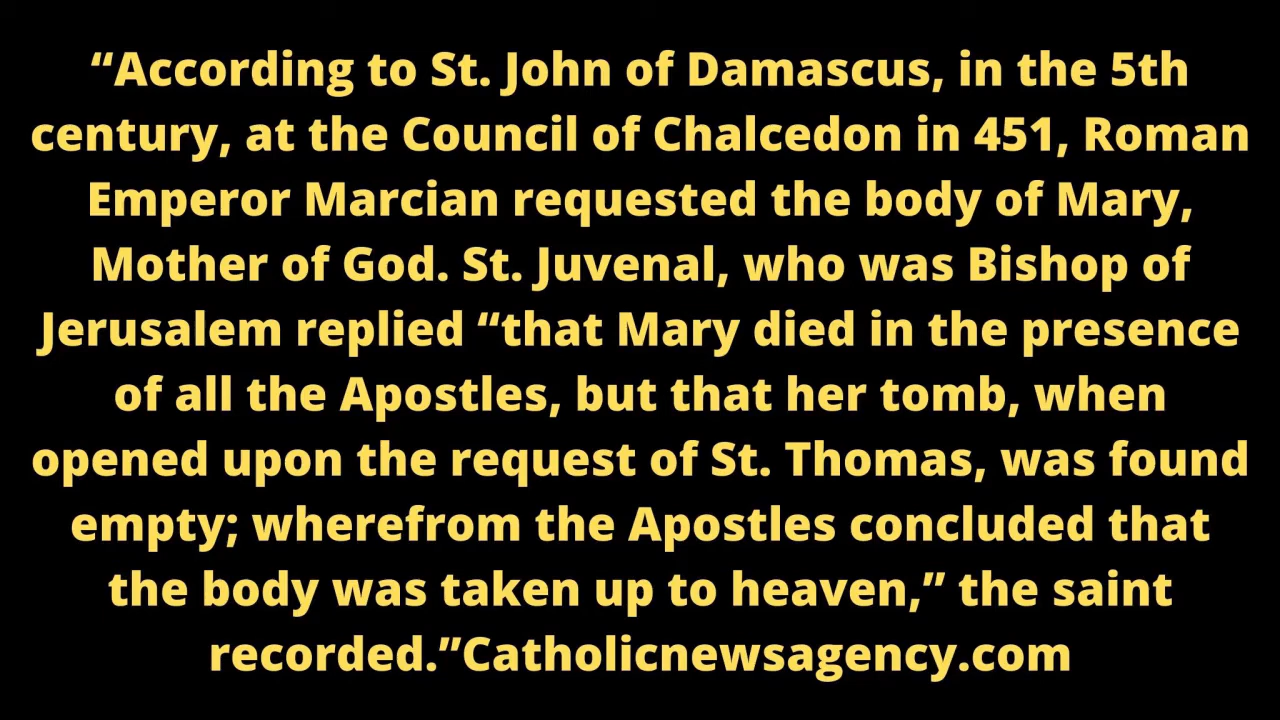 “According to St. John of Damascus, in the 5th
century, at the Council of Chalcedon in 451, Roman
Emperor Marcian requested the body of Mary,
Mother of God. St. Juvenal, who was Bishop of
Jerusalem replied “that Mary died in the presence
of all the Apostles, but that her tomb, when
opened upon the request of St. Thomas, was found
empty; wherefrom the Apostles concluded that
the body was taken up to heaven,” the saint
recorded.”Catholicnewsagency.com